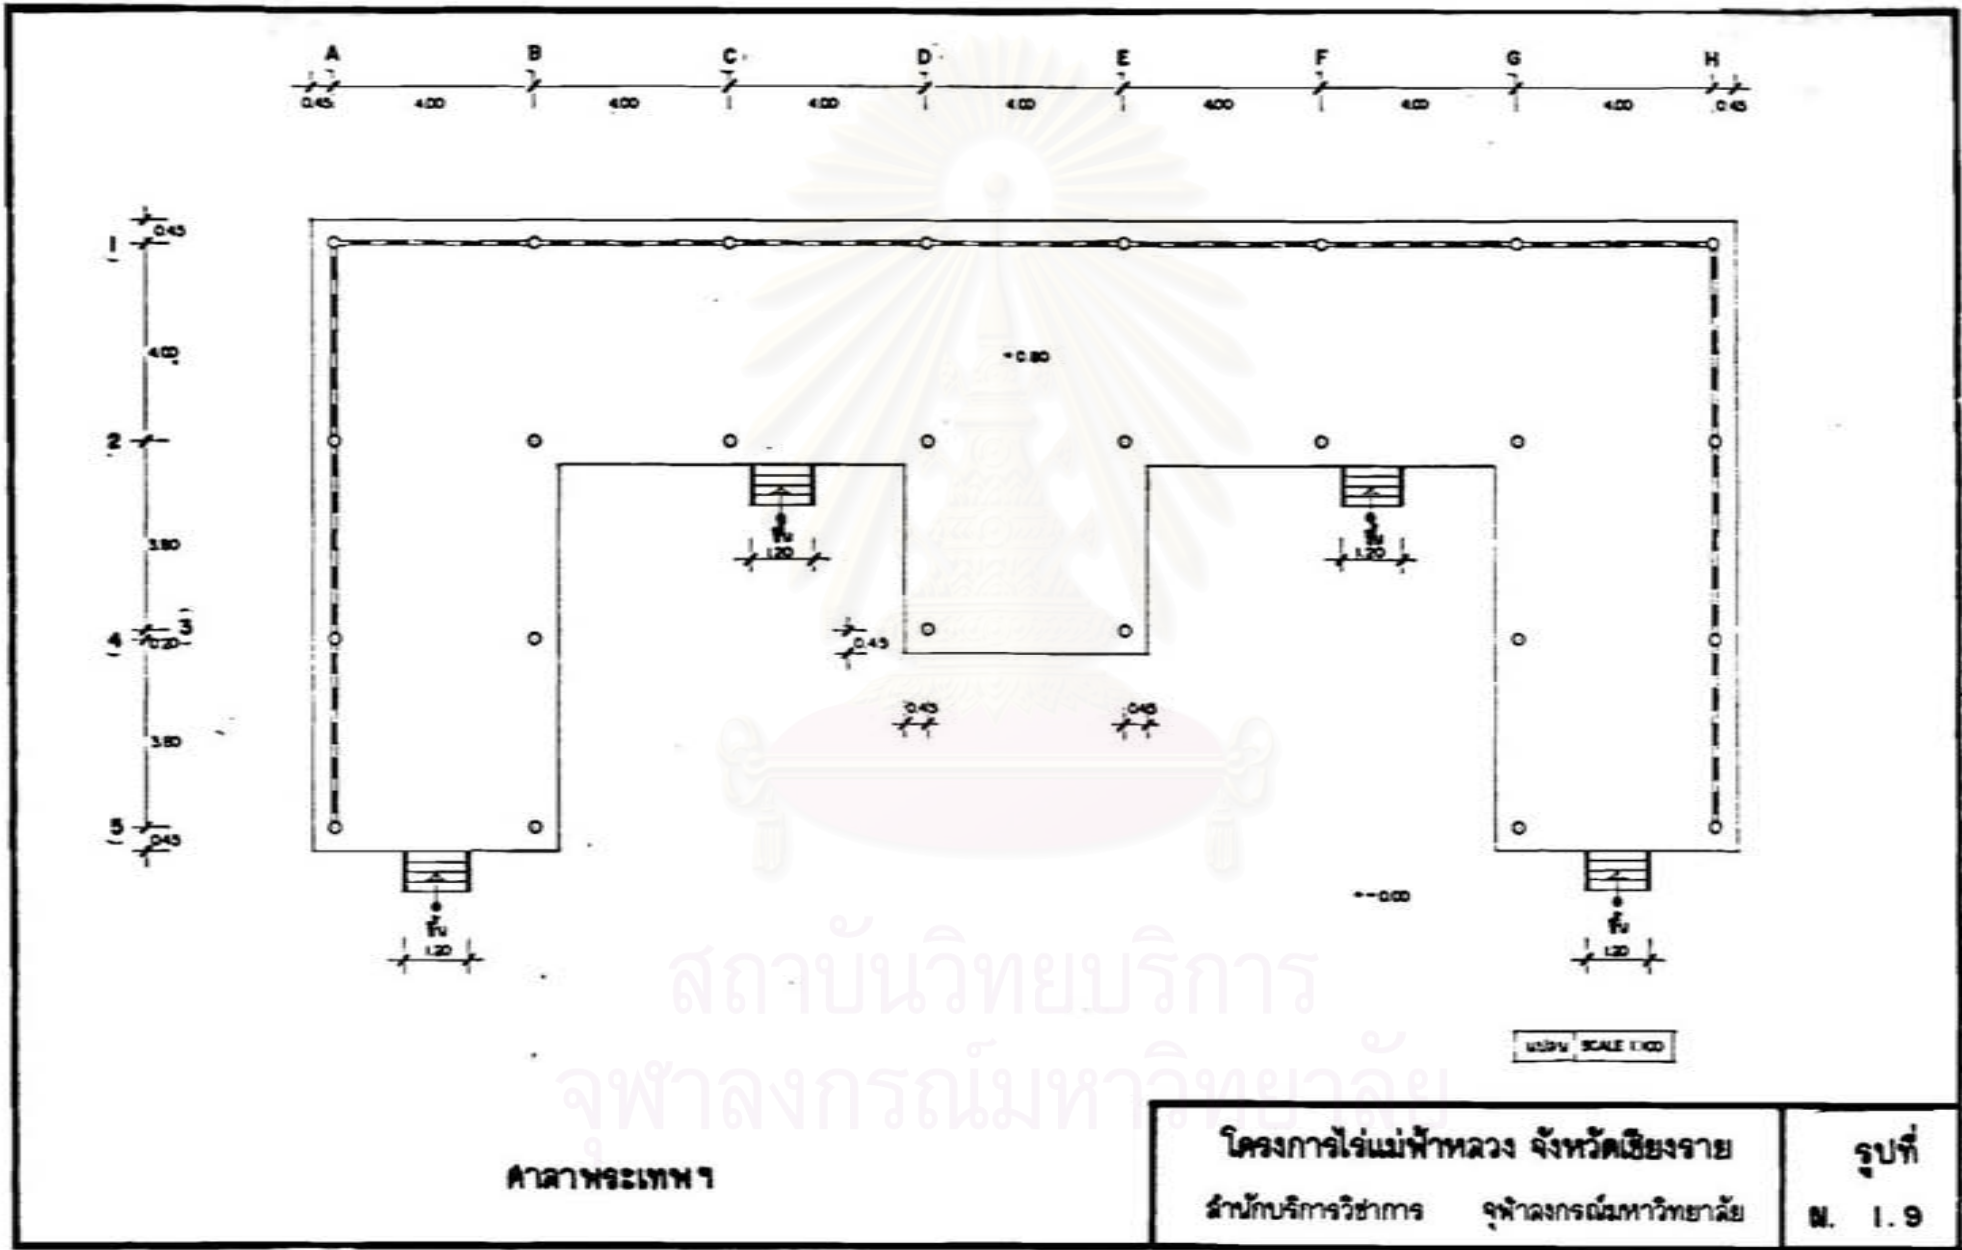 A B C D E F G H
0.45 4.00 4.00 4.00 4.00 4.00 4.00 4.00 0.45
0.45
1
4.00
+0.80
2
3.80
ขึ้น
1.20
ขึ้น
1.20
3
4
0.20
0.45
0.45 0.45
3.80
5
0.45
+-0.00
ขึ้น
1.20
ขึ้น
1.20
สถาบันวิทยบริการ
จุฬาลงกรณ์มหาวิทยาลัย
แปลน SCALE 1:100
ศาลาพระเทพฯ
โครงการไร่แม่ฟ้าหลวง จังหวัดเชียงราย
สำนักบริการวิชาการ จุฬาลงกรณ์มหาวิทยาลัย
รูปที่
ผ. 1.9